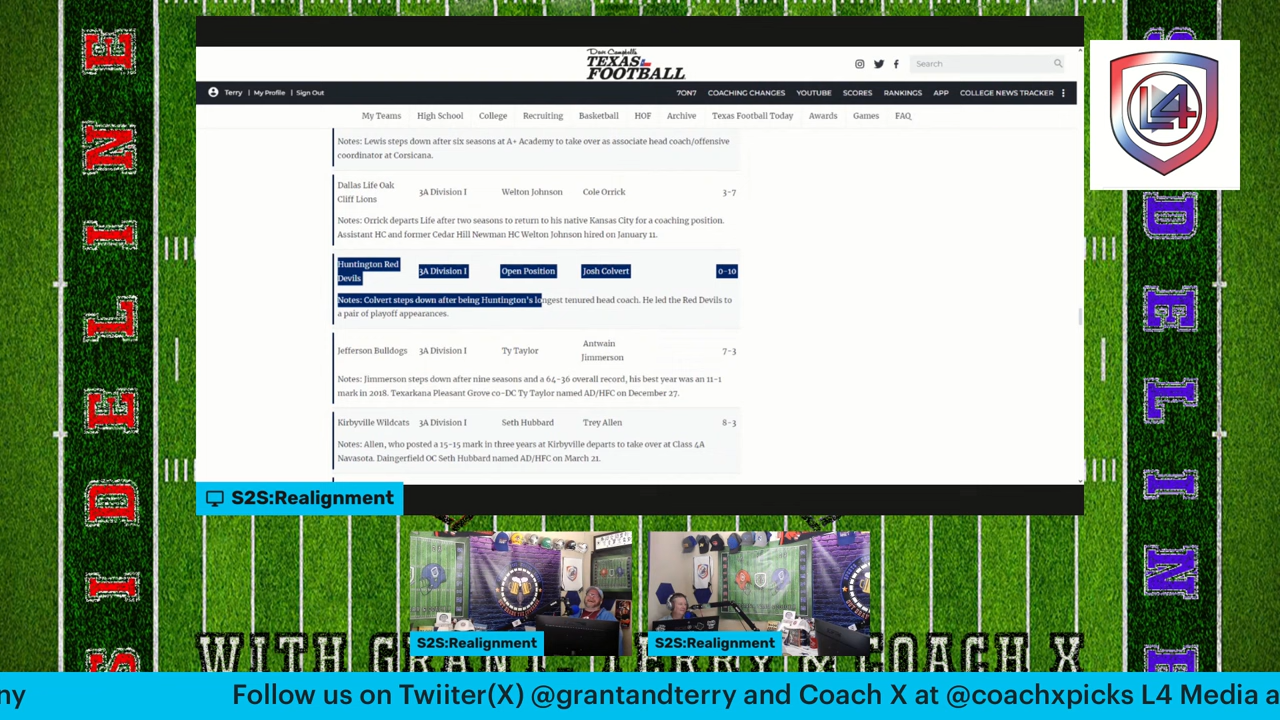 Dave Campbell's
TEXAS
FOOTBALL
Search
Terry | My Profile | Sign Out
7ON7 COACHING CHANGES YOUTUBE SCORES RANKINGS APP COLLEGE NEWS TRACKER
My Teams High School College Recruiting Basketball HOF Archive Texas Football Today Awards Games FAQ
Notes: Lewis steps down after six seasons at A+ Academy to take over as associate head coach/offensive
coordinator at Corsicana.
Dallas Life Oak
Cliff Lions
3A Division I Welton Johnson Cole Orrick 3-7
Notes: Orrick departs Life after two seasons to return to his native Kansas City for a coaching position.
Assistant HC and former Cedar Hill Newman HC Welton Johnson hired on January 11.
Huntington Red
Devils
3A Division I Open Position Josh Colvert 0-10
Notes: Colvert steps down after being Huntington's longest tenured head coach. He led the Red Devils to
a pair of playoff appearances.
Jefferson Bulldogs 3A Division I Ty Taylor
Antwain
Jimmerson
7-3
Notes: Jimmerson steps down after nine seasons and a 64-36 overall record, his best year was an 11-1
mark in 2018. Texarkana Pleasant Grove co-DC Ty Taylor named AD/HFC on December 27.
Kirbyville Wildcats 3A Division I Seth Hubbard Trey Allen 8-3
Notes: Allen, who posted a 15-15 mark in three years at Kirbyville departs to take over at Class 4A
Navasota. Daingerfield OC Seth Hubbard named AD/HFC on March 21.
L4
SIDELINE
SIDELINE
S2S:Realignment
S2S:Realignment
S2S:Realignment
WITH GRANT, TERRY & COACH X
ny Follow us on Twiiter(X) @grantandterry and Coach X at @coachxpicks L4 Media a